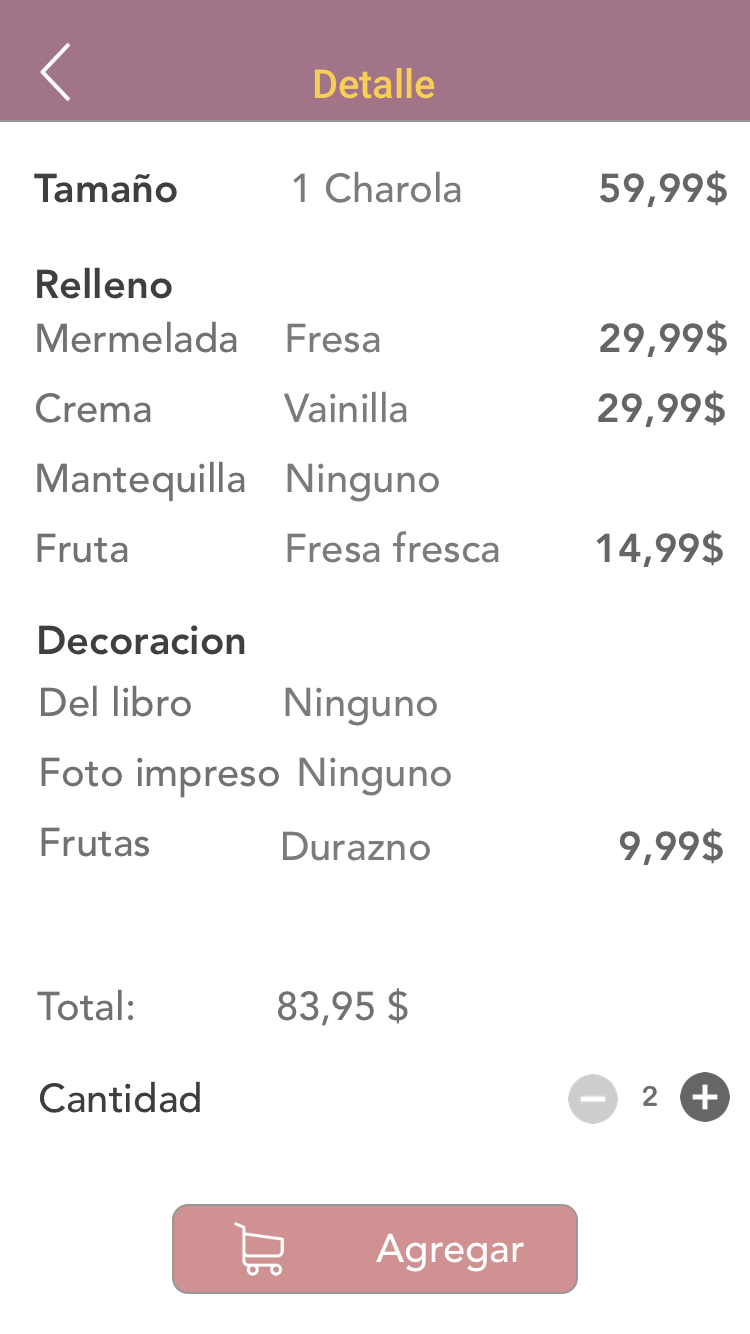 Detalle
Tamaño 1 Charola 59,99$
Relleno
Mermelada Fresa 29,99$
Crema Vainilla 29,99$
Mantequilla Ninguno
Fruta Fresa fresca 14,99$
Decoracion
Del libro Ninguno
Foto impreso Ninguno
Frutas Durazno 9,99$
Total: 83,95 $
Cantidad 2
Agregar